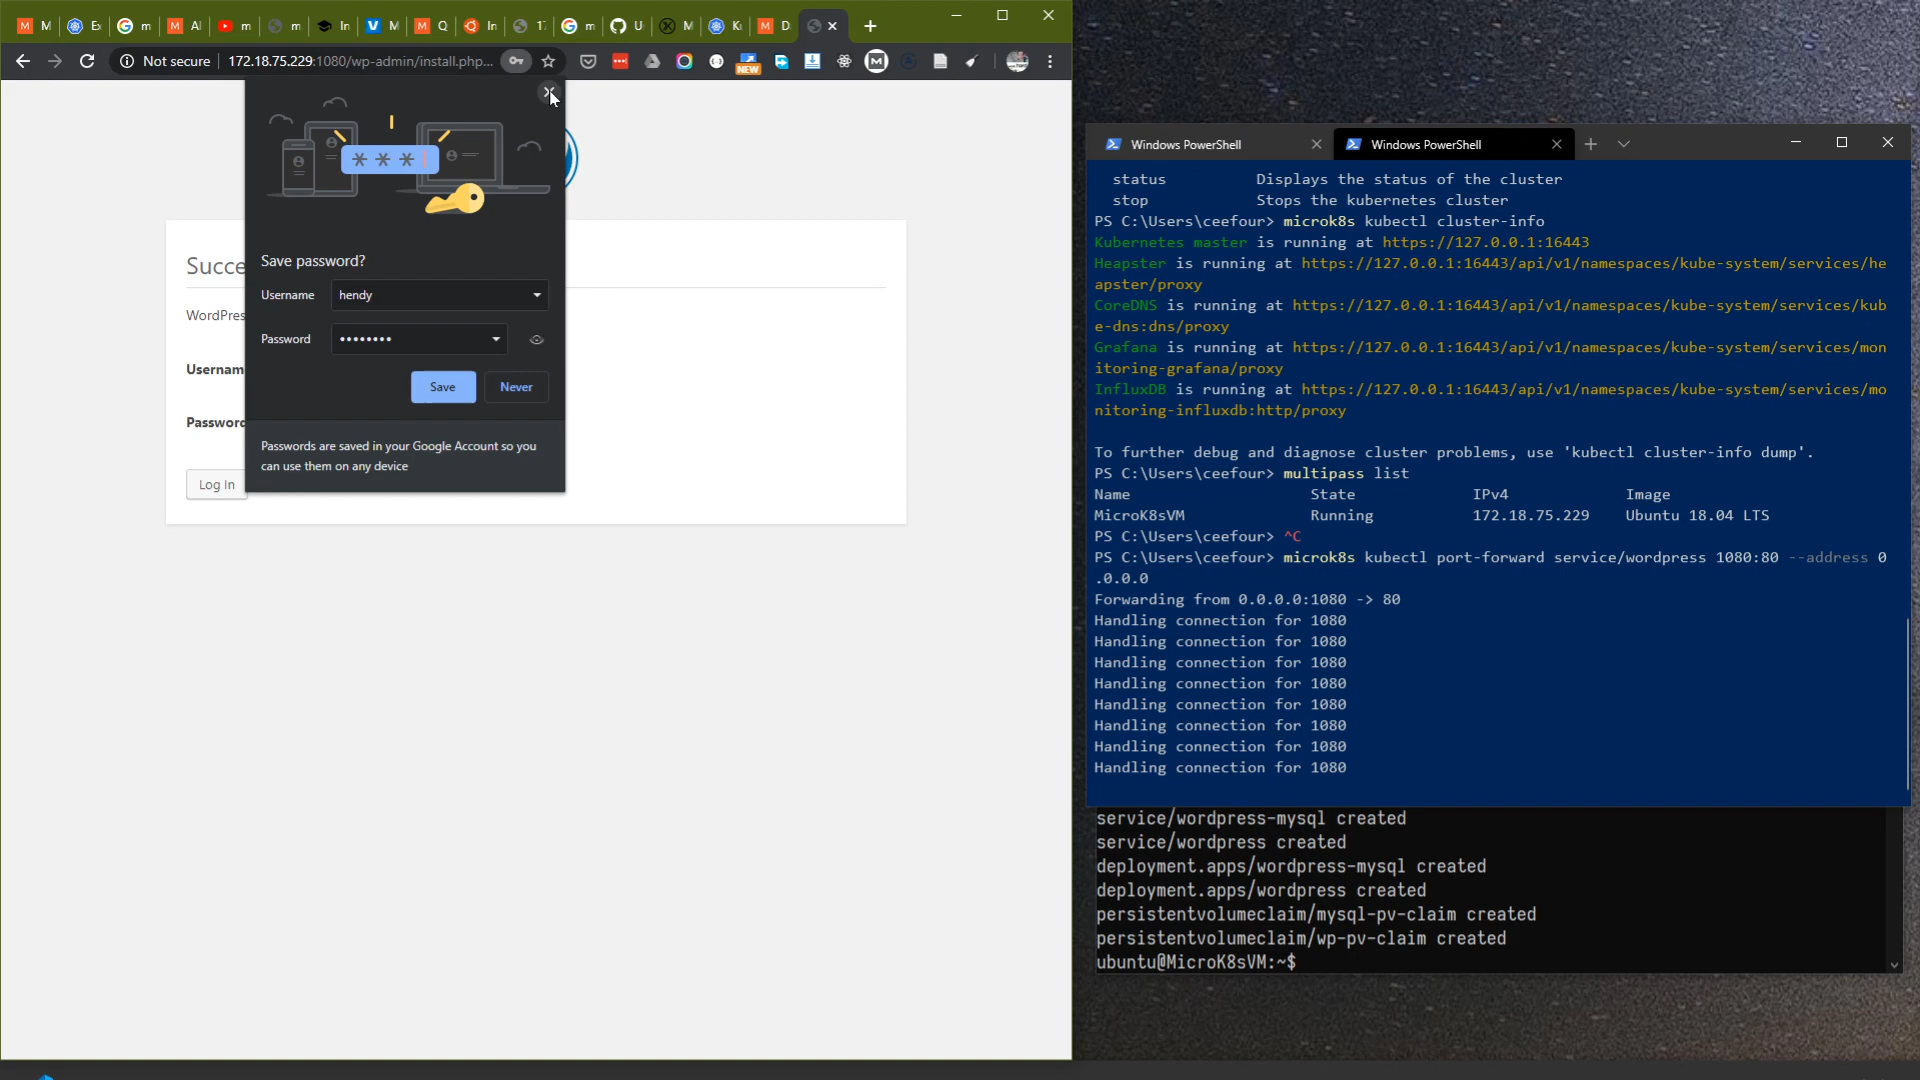 M
Ex
m
Al
m
m
In
M
Q
In
1
m
U
M
Ku
D
Not secure
172.18.75.229:1080/wp-admin/install.php...
NEW
Succe
WordPres
Usernam
Password
Log In
Save password?
Username
hendy
Password
••••••••
Save
Never
Passwords are saved in your Google Account so you
can use them on any device
Windows PowerShell
Windows PowerShell
status Displays the status of the cluster
stop Stops the kubernetes cluster
PS C:\Users\ceefour> microk8s kubectl cluster-info
Kubernetes master is running at https://127.0.0.1:16443
Heapster is running at https://127.0.0.1:16443/api/v1/namespaces/kube-system/services/he
apster/proxy
CoreDNS is running at https://127.0.0.1:16443/api/v1/namespaces/kube-system/services/kub
e-dns:dns/proxy
Grafana is running at https://127.0.0.1:16443/api/v1/namespaces/kube-system/services/mon
itoring-grafana/proxy
InfluxDB is running at https://127.0.0.1:16443/api/v1/namespaces/kube-system/services/mo
nitoring-influxdb:http/proxy
To further debug and diagnose cluster problems, use 'kubectl cluster-info dump'.
PS C:\Users\ceefour> multipass list
Name State IPv4 Image
MicroK8sVM Running 172.18.75.229 Ubuntu 18.04 LTS
PS C:\Users\ceefour> ^C
PS C:\Users\ceefour> microk8s kubectl port-forward service/wordpress 1080:80 --address 0
.0.0.0
Forwarding from 0.0.0.0:1080 -> 80
Handling connection for 1080
Handling connection for 1080
Handling connection for 1080
Handling connection for 1080
Handling connection for 1080
Handling connection for 1080
Handling connection for 1080
Handling connection for 1080
service/wordpress-mysql created
service/wordpress created
deployment.apps/wordpress-mysql created
deployment.apps/wordpress created
persistentvolumeclaim/mysql-pv-claim created
persistentvolumeclaim/wp-pv-claim created
ubuntu@MicroK8sVM:~$